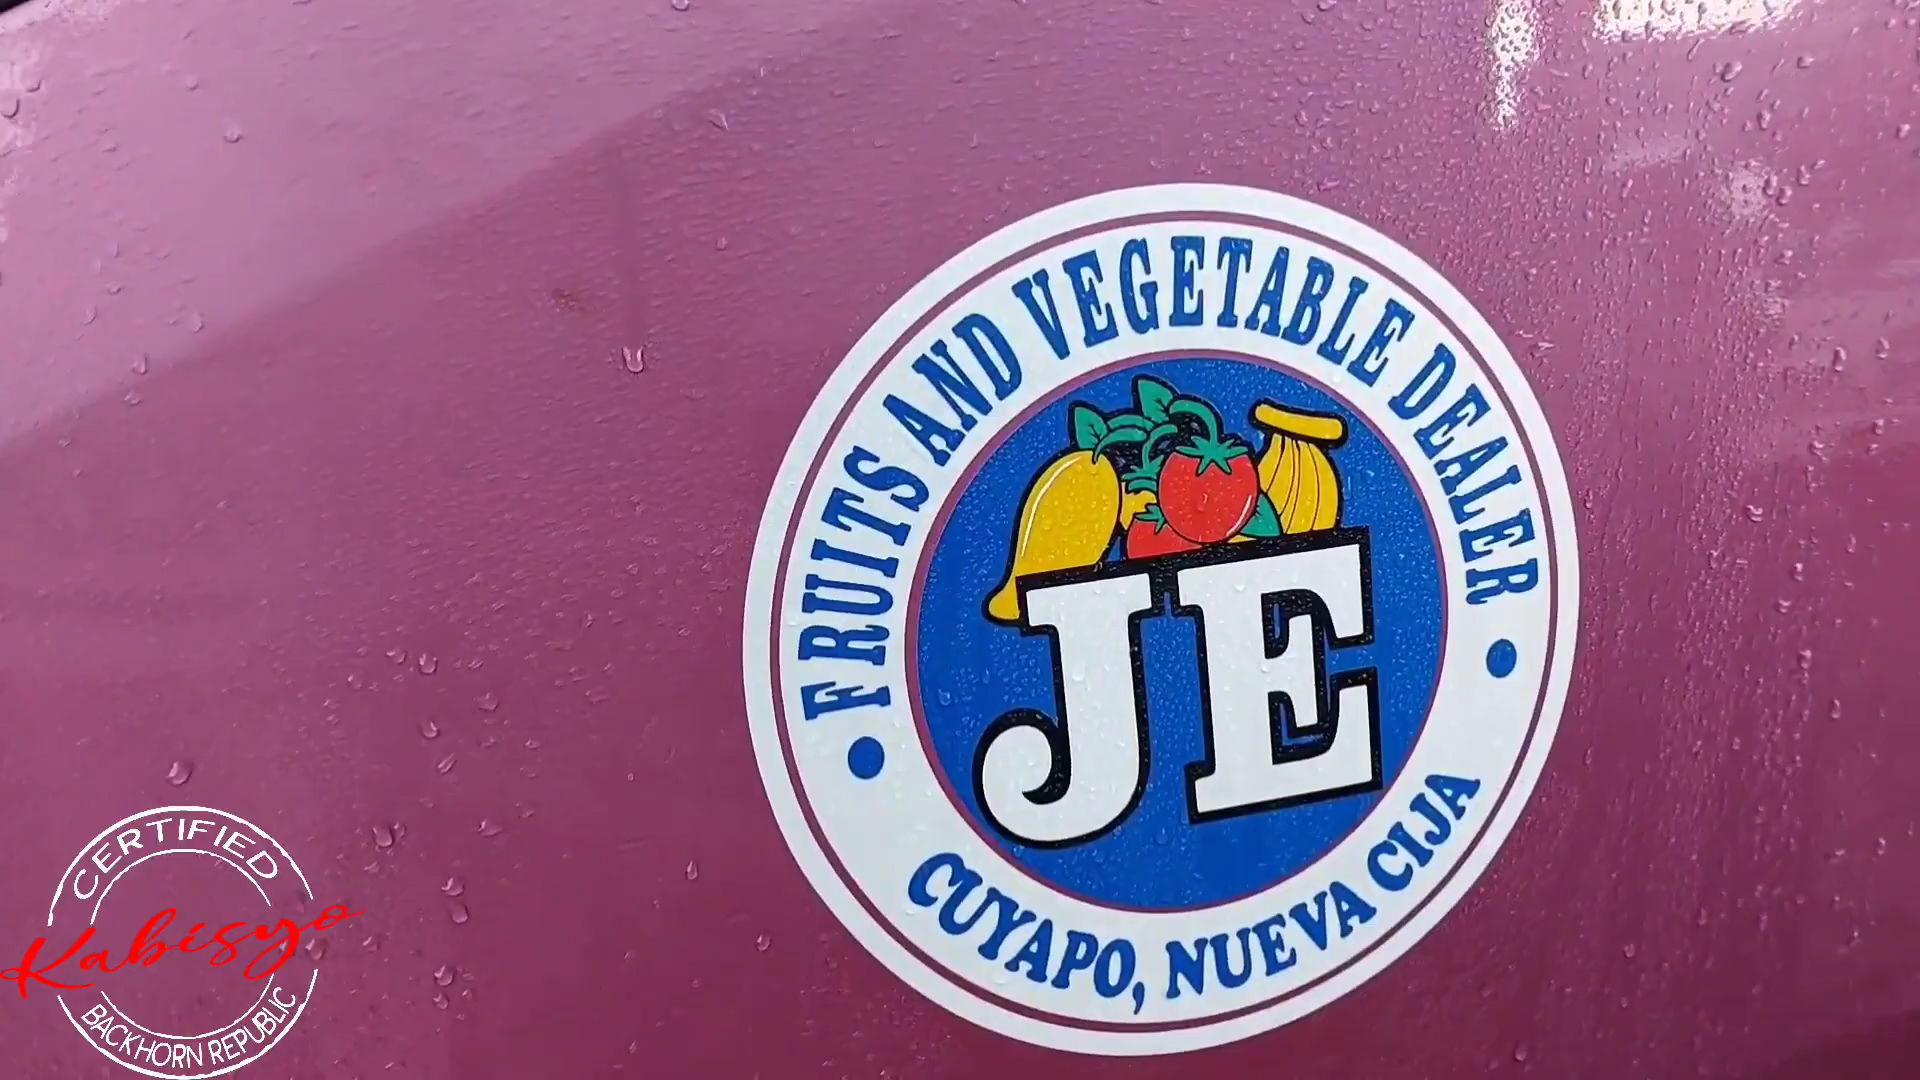 FRUITS AND VEGETABLE DEALER
JE
CUYAPO, NUEVA CIJA
CERTIFIED
Kabisyo
BACKHORN REPUBLIC